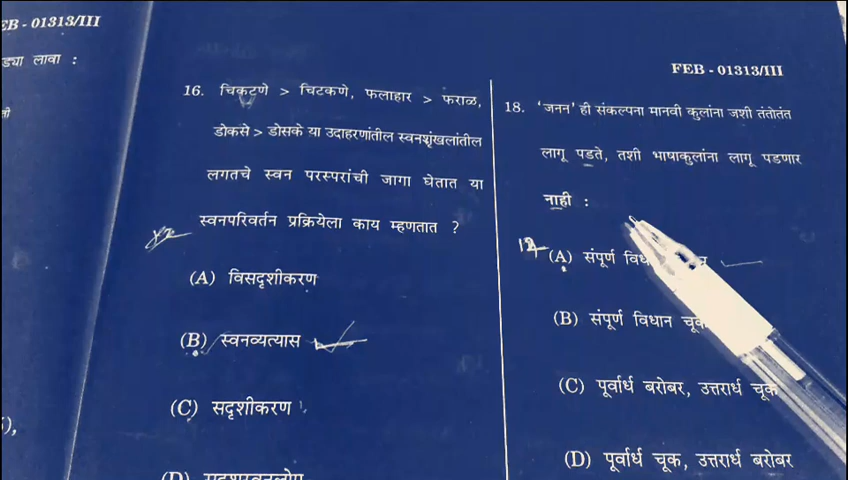 FEB - 01313/III
ड्या लावा :
16. चिकटणे > चिटकणे, फलाहार > फराळ,
डोकसे > डोसके या उदाहरणांतील स्वनशृंखलांतील
लगतचे स्वन परस्परांची जागा घेतात या
स्वनपरिवर्तन प्रक्रियेला काय म्हणतात ?
(A) विसदृशीकरण
(B) स्वनव्यत्यास
(C) सदृशीकरण
(D)
FEB - 01313/III
18. 'जनन' ही संकल्पना मानवी कुलांना जशी तंतोतंत
लागू पडते, तशी भाषाकुलांना लागू पडणार
नाही :
(A) संपूर्ण
(B) संपूर्ण विधान चूक
(C) पूर्वार्ध बरोबर, उत्तरार्ध चूक
(D) पूर्वार्ध चूक, उत्तरार्ध बरोबर